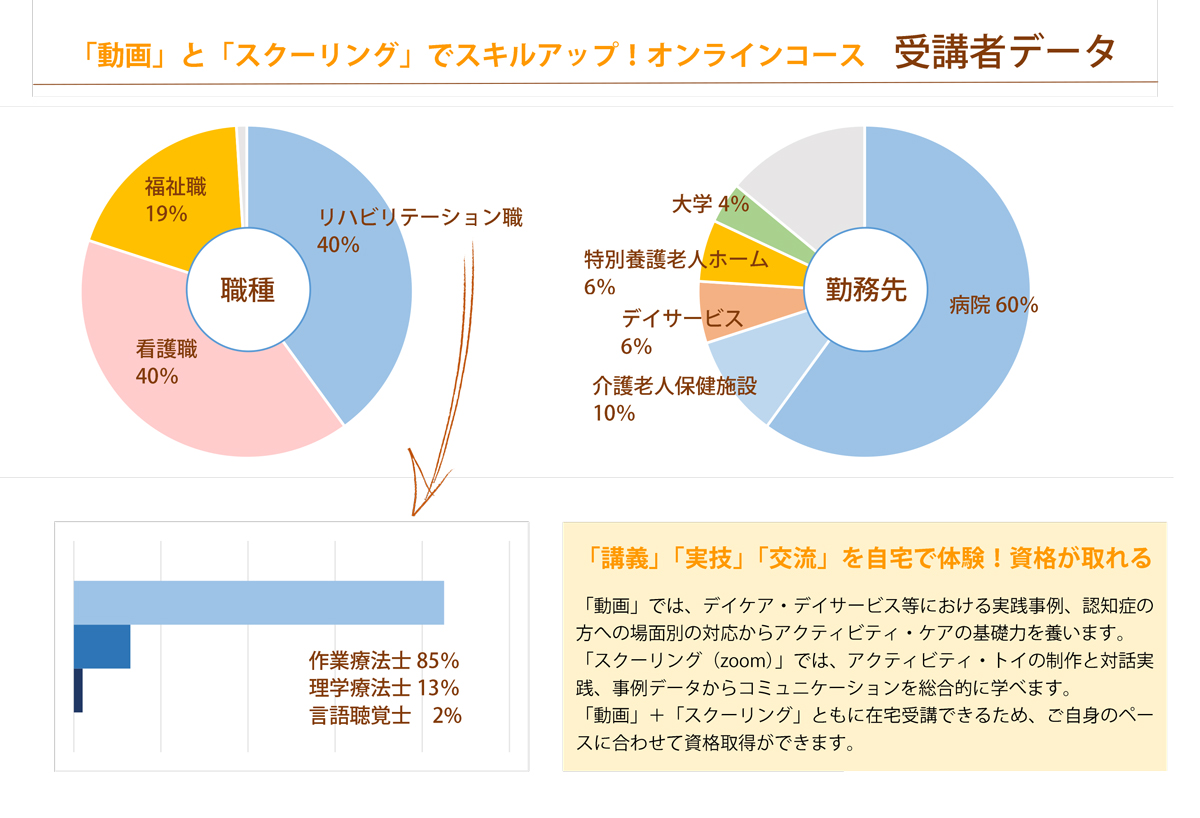 「動画」と「スクーリング」でスキルアップ！オンラインコース　受講者データ
福祉職
19%
リハビリテーション職
40%
職種
看護職
40%
大学 4%
特別養護老人ホーム
6%
勤務先
病院 60%
デイサービス
6%
介護老人保健施設
10%
作業療法士 85%
理学療法士 13%
言語聴覚士　2%
「講義」「実技」「交流」を自宅で体験！資格が取れる
「動画」では、デイケア・デイサービス等における実践事例、認知症の
方への場面別の対応からアクティビティ・ケアの基礎力を養います。
「スクーリング（zoom）」では、アクティビティ・トイの制作と対話実
践、事例データからコミュニケーションを総合的に学べます。
「動画」＋「スクーリング」ともに在宅受講できるため、ご自身のペー
スに合わせて資格取得ができます。